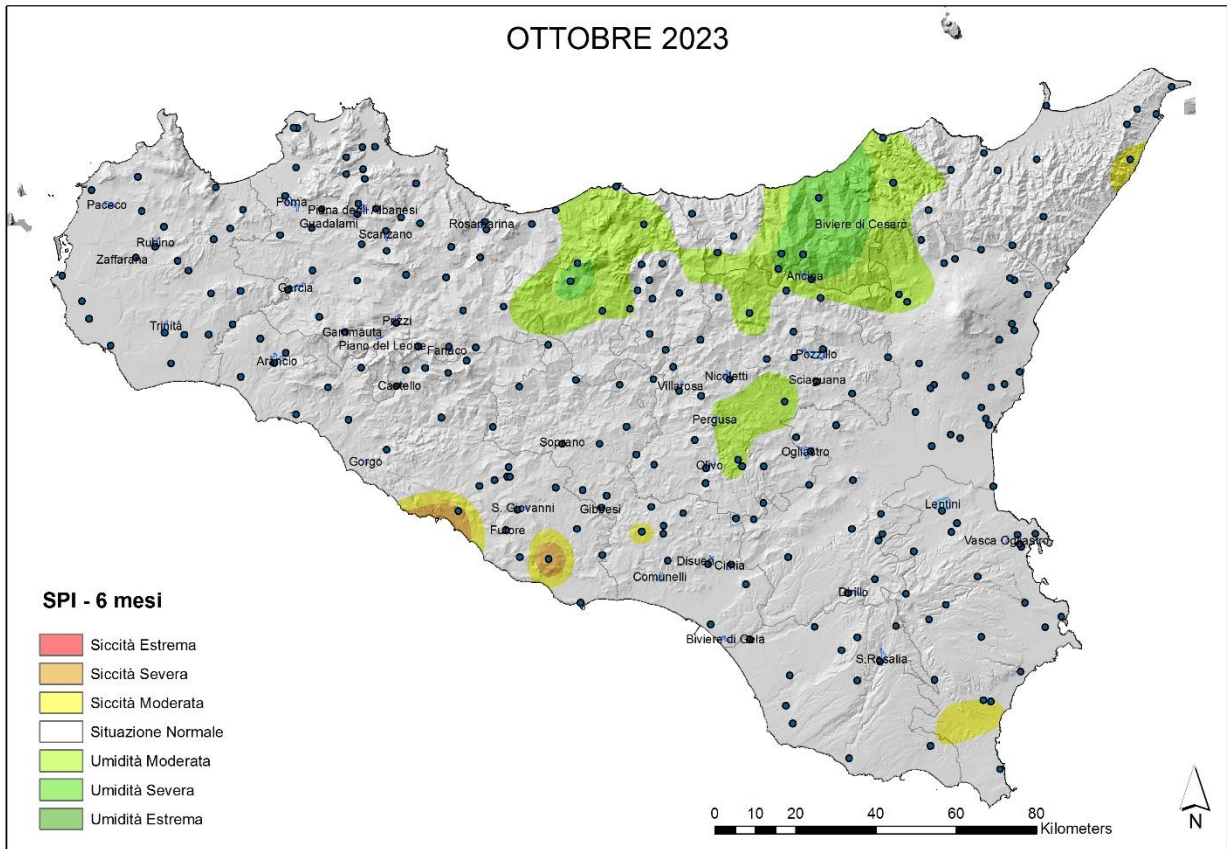 OTTOBRE 2023
Paceco
Poma
Piana degli Albanesi
Guadalami
Scanzano
Rosamarina
Biviere di Cesarò
Rubino
Zaffarana
Ancipa
Garcia
Trinità
Prizzi
Gammauta
Piano del Leone
Fanaco
Arancio
Castello
Pozzillo
Nicoletti
Villarosa
Sciaguana
Pergusa
Soprano
Gorgo
Olivo
Ogliastro
S. Giovanni
Gibbesi
Furore
Lentini
Vasca Ogliastro
Disueri
Cimia
Comunelli
Dirillo
Biviere di Gela
S.Rosalia
SPI - 6 mesi
Siccità Estrema
Siccità Severa
Siccità Moderata
Situazione Normale
Umidità Moderata
Umidità Severa
Umidità Estrema
0 20 40 60 80
Kilometers
N